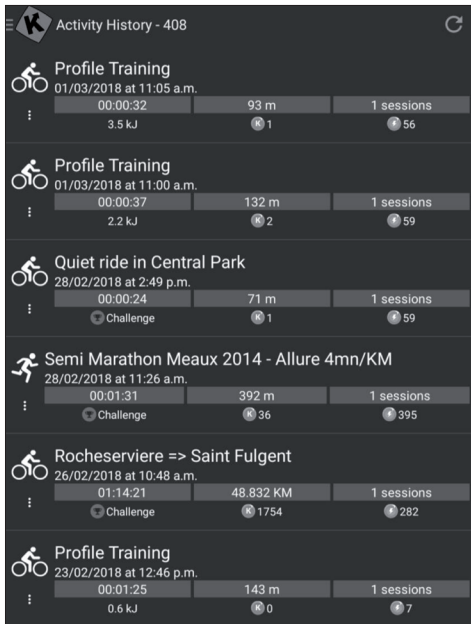 K Activity History - 408
Profile Training
01/03/2018 at 11:05 a.m.
00:00:32 93 m 1 sessions
3.5 kJ K 1 56
Profile Training
01/03/2018 at 11:00 a.m.
00:00:37 132 m 1 sessions
2.2 kJ K 2 59
Quiet ride in Central Park
28/02/2018 at 2:49 p.m.
00:00:24 71 m 1 sessions
Challenge K 1 59
Semi Marathon Meaux 2014 - Allure 4mn/KM
28/02/2018 at 11:26 a.m.
00:01:31 392 m 1 sessions
Challenge K 36 395
Rocheserviere => Saint Fulgent
26/02/2018 at 10:48 a.m.
01:14:21 48.832 KM 1 sessions
Challenge K 1754 282
Profile Training
23/02/2018 at 12:46 p.m.
00:01:25 143 m 1 sessions
0.6 kJ K 0 7